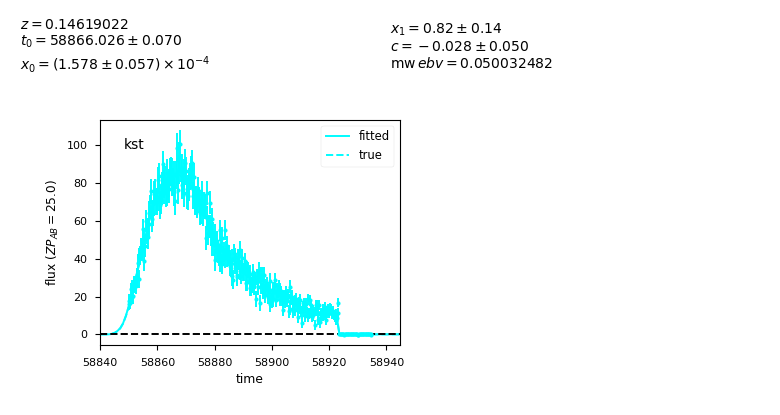 z = 0.14619022
t₀ = 58866.026 ± 0.070
x₀ = (1.578 ± 0.057) × 10⁻⁴
x₁ = 0.82 ± 0.14
c = −0.028 ± 0.050
mw ebv = 0.050032482
kst
fitted
true
flux (ZP_AB = 25.0)
100
80
60
40
20
0
58840 58860 58880 58900 58920 58940
time